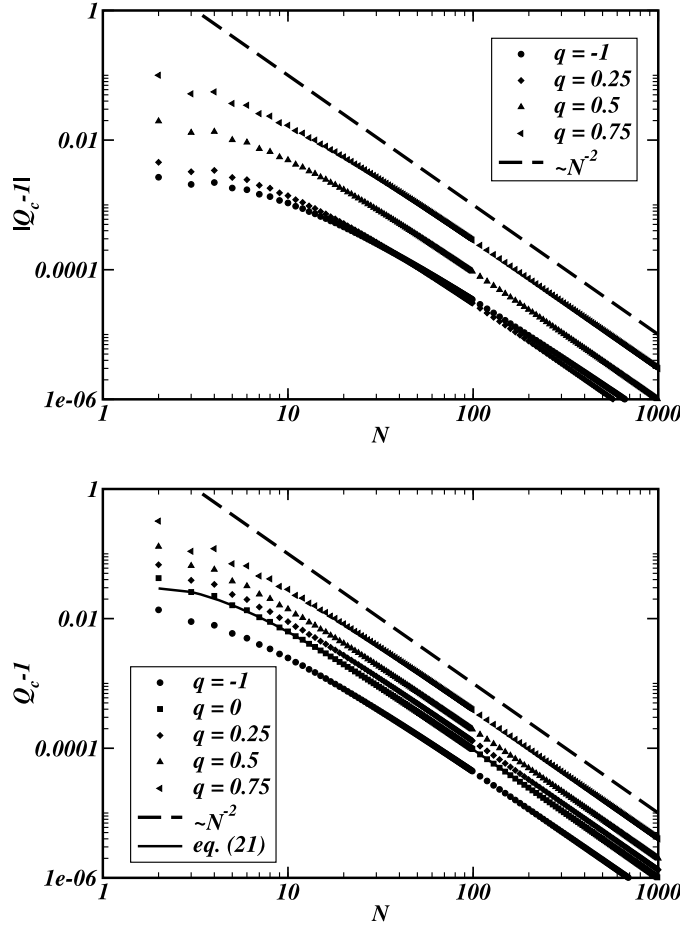 1
0.01
0.0001
1e-06
|Q_c-1|
1
10
100
1000
N
q = -1
q = 0.25
q = 0.5
q = 0.75
~N^-2
1
0.01
0.0001
1e-06
Q_c-1
1
10
100
1000
N
q = -1
q = 0
q = 0.25
q = 0.5
q = 0.75
~N^-2
eq. (21)